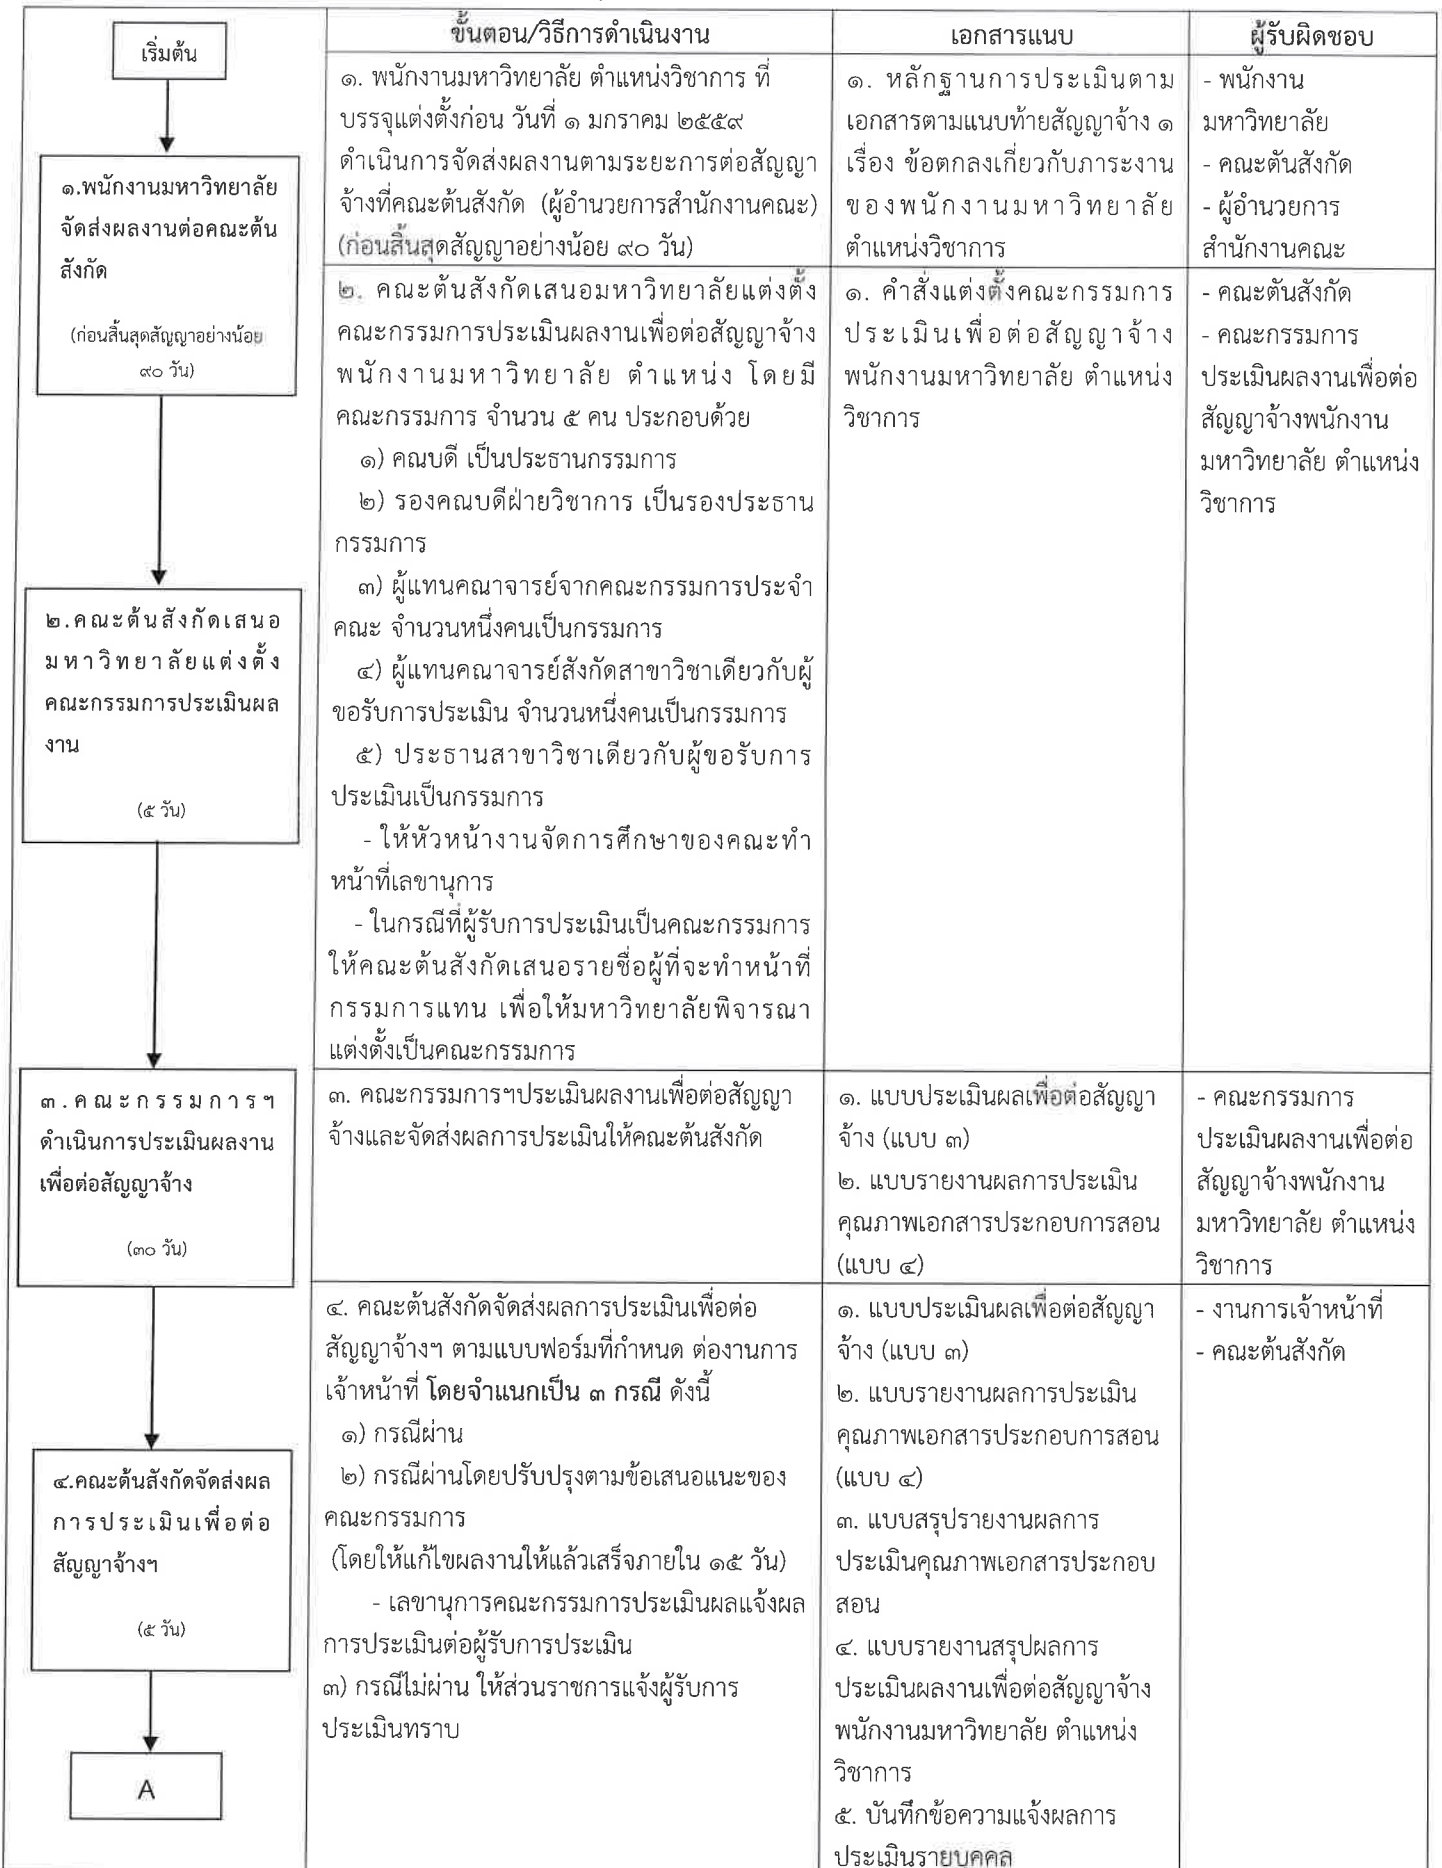 เริ่มต้น
๑.พนักงานมหาวิทยาลัย
จัดส่งผลงานต่อคณะต้น
สังกัด
(ก่อนสิ้นสุดสัญญาอย่างน้อย
๙๐ วัน)
๒.คณะต้นสังกัดเสนอ
มหาวิทยาลัยแต่งตั้ง
คณะกรรมการประเมินผล
งาน
(๕ วัน)
๓.คณะกรรมการฯ
ดำเนินการประเมินผลงาน
เพื่อต่อสัญญาจ้าง
(๓๐ วัน)
๔.คณะต้นสังกัดจัดส่งผล
การประเมินเพื่อต่อ
สัญญาจ้างฯ
(๕ วัน)
A
ขั้นตอน/วิธีการดำเนินงาน
เอกสารแนบ
ผู้รับผิดชอบ
๑. พนักงานมหาวิทยาลัย ตำแหน่งวิชาการ ที่
บรรจุแต่งตั้งก่อน วันที่ ๑ มกราคม ๒๕๕๙
ดำเนินการจัดส่งผลงานตามระยะการต่อสัญญา
จ้างที่คณะต้นสังกัด (ผู้อำนวยการสำนักงานคณะ)
(ก่อนสิ้นสุดสัญญาอย่างน้อย ๙๐ วัน)
๑. หลักฐานการประเมินตาม
เอกสารตามแนบท้ายสัญญาจ้าง ๑
เรื่อง ข้อตกลงเกี่ยวกับภาระงาน
ของพนักงานมหาวิทยาลัย
ตำแหน่งวิชาการ
- พนักงาน
มหาวิทยาลัย
- คณะต้นสังกัด
- ผู้อำนวยการ
สำนักงานคณะ
๒. คณะต้นสังกัดเสนอมหาวิทยาลัยแต่งตั้ง
คณะกรรมการประเมินผลงานเพื่อต่อสัญญาจ้าง
พนักงานมหาวิทยาลัย ตำแหน่ง โดยมี
คณะกรรมการ จำนวน ๕ คน ประกอบด้วย
๑) คณบดี เป็นประธานกรรมการ
๒) รองคณบดีฝ่ายวิชาการ เป็นรองประธาน
กรรมการ
๓) ผู้แทนคณาจารย์จากคณะกรรมการประจำ
คณะ จำนวนหนึ่งคนเป็นกรรมการ
๔) ผู้แทนคณาจารย์สังกัดสาขาวิชาเดียวกับผู้
ขอรับการประเมิน จำนวนหนึ่งคนเป็นกรรมการ
๕) ประธานสาขาวิชาเดียวกับผู้ขอรับการ
ประเมินเป็นกรรมการ
- ให้หัวหน้างานจัดการศึกษาของคณะทำ
หน้าที่เลขานุการ
- ในกรณีที่ผู้รับการประเมินเป็นคณะกรรมการ
ให้คณะต้นสังกัดเสนอรายชื่อผู้ที่จะทำหน้าที่
กรรมการแทน เพื่อให้มหาวิทยาลัยพิจารณา
แต่งตั้งเป็นคณะกรรมการ
๑. คำสั่งแต่งตั้งคณะกรรมการ
ประเมินเพื่อต่อสัญญาจ้าง
พนักงานมหาวิทยาลัย ตำแหน่ง
วิชาการ
- คณะต้นสังกัด
- คณะกรรมการ
ประเมินผลงานเพื่อต่อ
สัญญาจ้างพนักงาน
มหาวิทยาลัย ตำแหน่ง
วิชาการ
๓. คณะกรรมการฯประเมินผลงานเพื่อต่อสัญญา
จ้างและจัดส่งผลการประเมินให้คณะต้นสังกัด
๑. แบบประเมินผลเพื่อต่อสัญญา
จ้าง (แบบ ๓)
๒. แบบรายงานผลการประเมิน
คุณภาพเอกสารประกอบการสอน
(แบบ ๔)
- คณะกรรมการ
ประเมินผลงานเพื่อต่อ
สัญญาจ้างพนักงาน
มหาวิทยาลัย ตำแหน่ง
วิชาการ
๔. คณะต้นสังกัดจัดส่งผลการประเมินเพื่อต่อ
สัญญาจ้างฯ ตามแบบฟอร์มที่กำหนด ต่องานการ
เจ้าหน้าที่ โดยจำแนกเป็น ๓ กรณี ดังนี้
๑) กรณีผ่าน
๒) กรณีผ่านโดยปรับปรุงตามข้อเสนอแนะของ
คณะกรรมการ
(โดยให้แก้ไขผลงานให้แล้วเสร็จภายใน ๑๕ วัน)
- เลขานุการคณะกรรมการประเมินผลแจ้งผล
การประเมินต่อผู้รับการประเมิน
๓) กรณีไม่ผ่าน ให้ส่วนราชการแจ้งผู้รับการ
ประเมินทราบ
๑. แบบประเมินผลเพื่อต่อสัญญา
จ้าง (แบบ ๓)
๒. แบบรายงานผลการประเมิน
คุณภาพเอกสารประกอบการสอน
(แบบ ๔)
๓. แบบสรุปรายงานผลการ
ประเมินคุณภาพเอกสารประกอบ
สอน
๔. แบบรายงานสรุปผลการ
ประเมินผลงานเพื่อต่อสัญญาจ้าง
พนักงานมหาวิทยาลัย ตำแหน่ง
วิชาการ
๕. บันทึกข้อความแจ้งผลการ
ประเมินรายบุคคล
- งานการเจ้าหน้าที่
- คณะต้นสังกัด